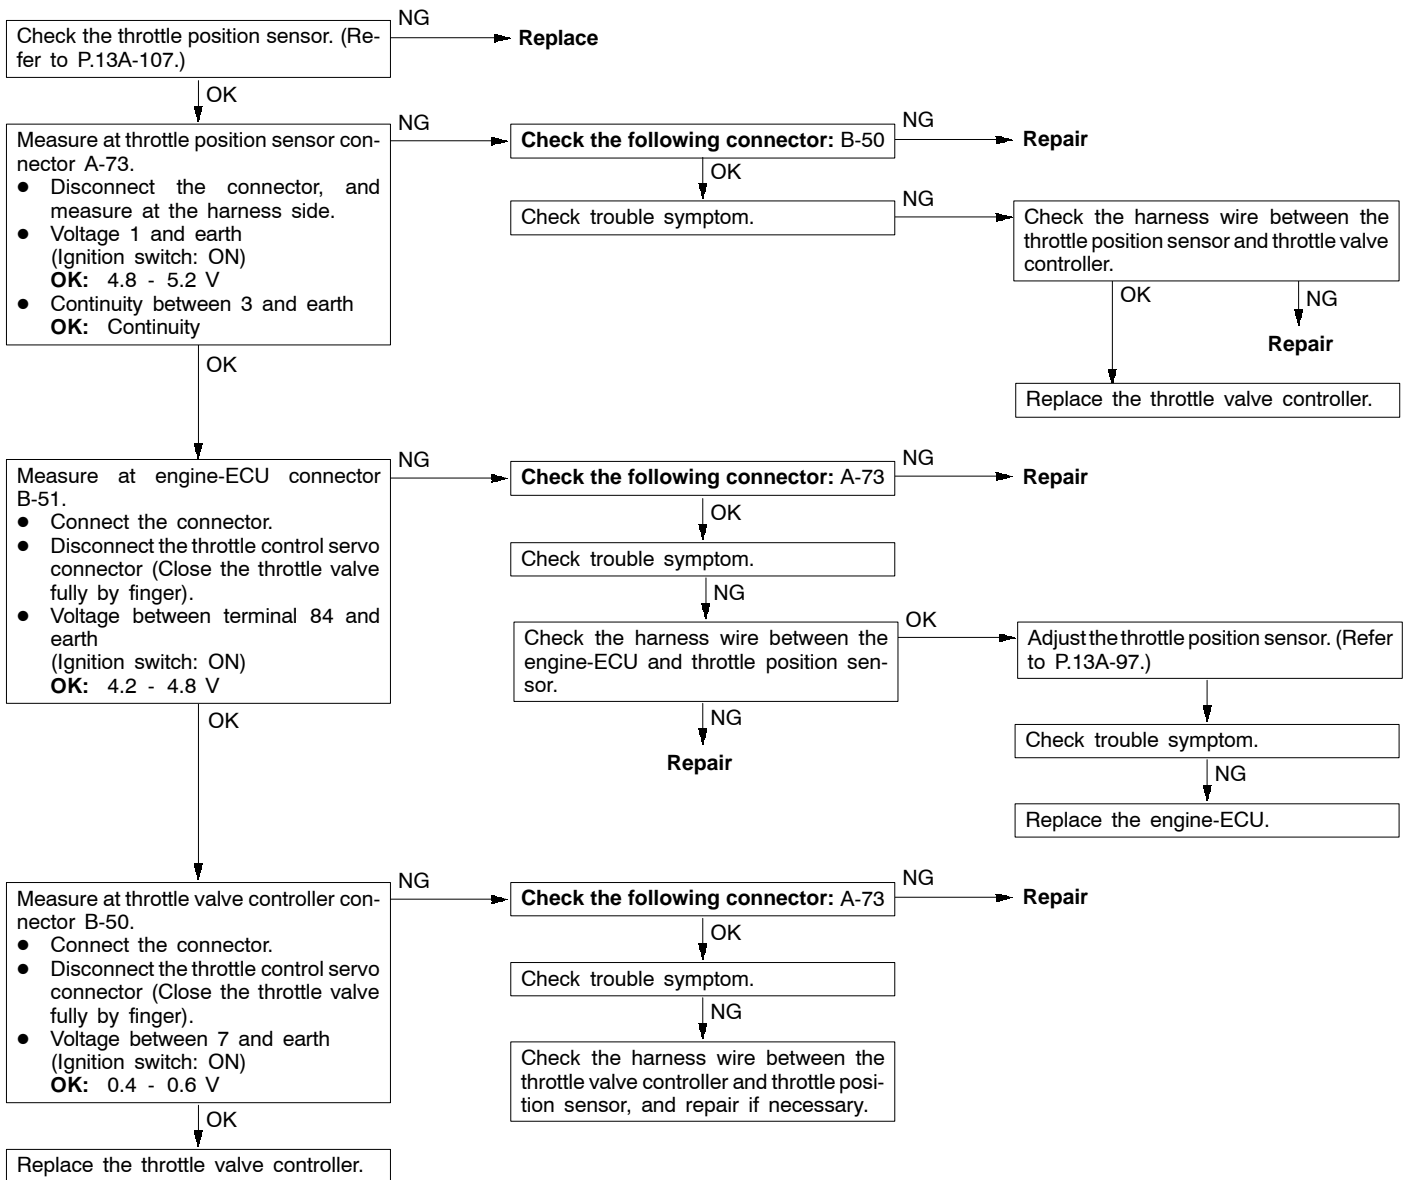 Check the throttle position sensor. (Re-
fer to P.13A-107.)
NG
Replace
OK
Measure at throttle position sensor con-
nector A-73.
● Disconnect the connector, and
measure at the harness side.
● Voltage 1 and earth
(Ignition switch: ON)
OK: 4.8 - 5.2 V
● Continuity between 3 and earth
OK: Continuity
NG
Check the following connector: B-50
NG
Repair
OK
Check trouble symptom.
NG
Check the harness wire between the
throttle position sensor and throttle valve
controller.
OK
NG
Repair
Replace the throttle valve controller.
OK
Measure at engine-ECU connector
B-51.
● Connect the connector.
● Disconnect the throttle control servo
connector (Close the throttle valve
fully by finger).
● Voltage between terminal 84 and
earth
(Ignition switch: ON)
OK: 4.2 - 4.8 V
NG
Check the following connector: A-73
NG
Repair
OK
Check trouble symptom.
NG
Check the harness wire between the
engine-ECU and throttle position sen-
sor.
OK
Adjust the throttle position sensor. (Refer
to P.13A-97.)
NG
Repair
Check trouble symptom.
NG
Replace the engine-ECU.
OK
Measure at throttle valve controller con-
nector B-50.
● Connect the connector.
● Disconnect the throttle control servo
connector (Close the throttle valve
fully by finger).
● Voltage between 7 and earth
(Ignition switch: ON)
OK: 0.4 - 0.6 V
NG
Check the following connector: A-73
NG
Repair
OK
Check trouble symptom.
NG
Check the harness wire between the
throttle valve controller and throttle posi-
tion sensor, and repair if necessary.
OK
Replace the throttle valve controller.